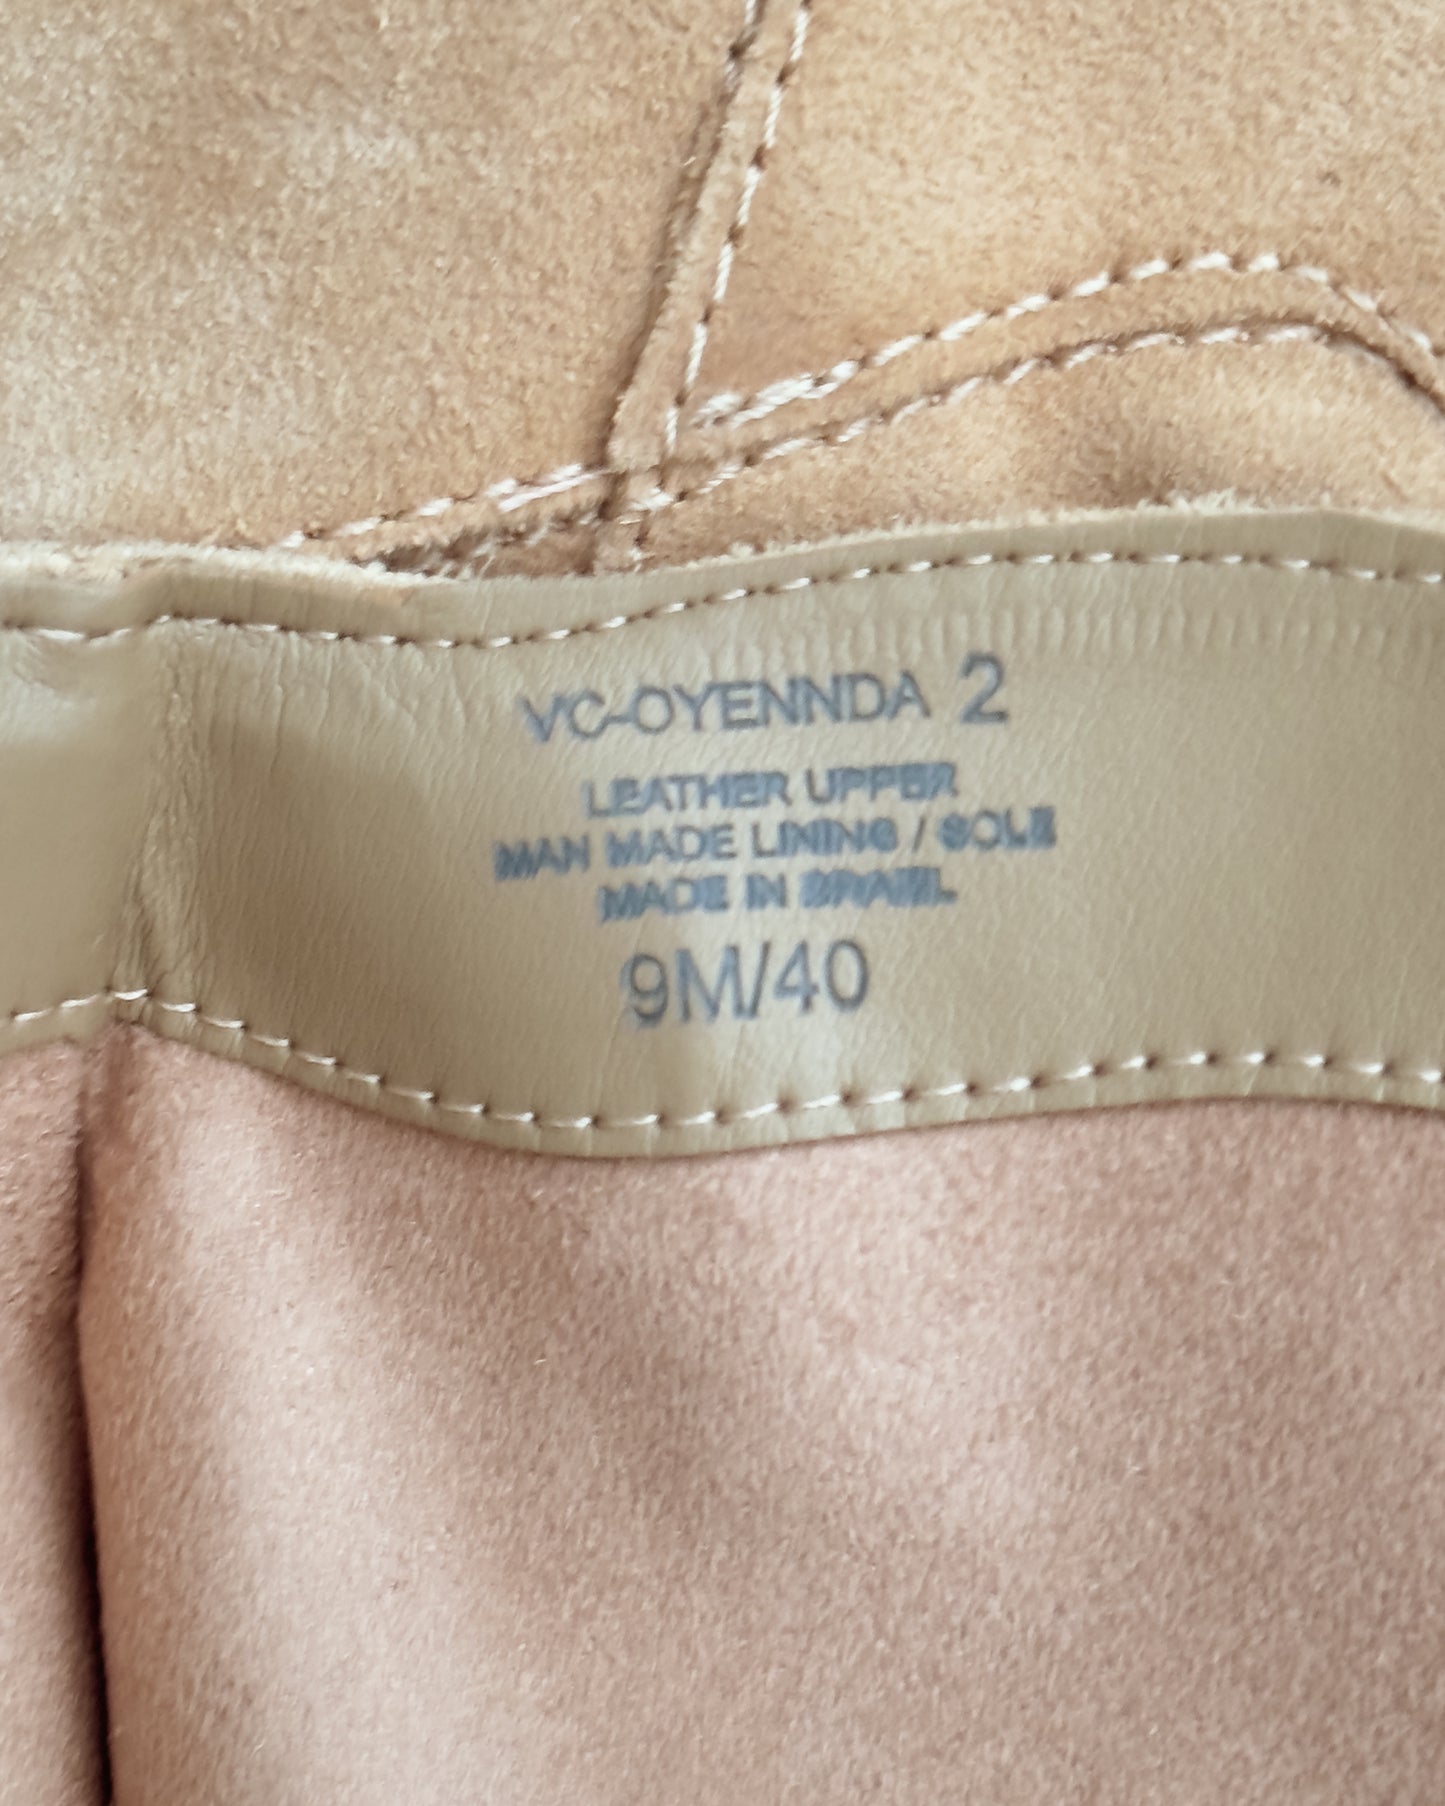 VC-OYENNDA 2
LEATHER UPPER
MAN MADE LINING / SOLE
MADE IN BRAZIL
9M/40